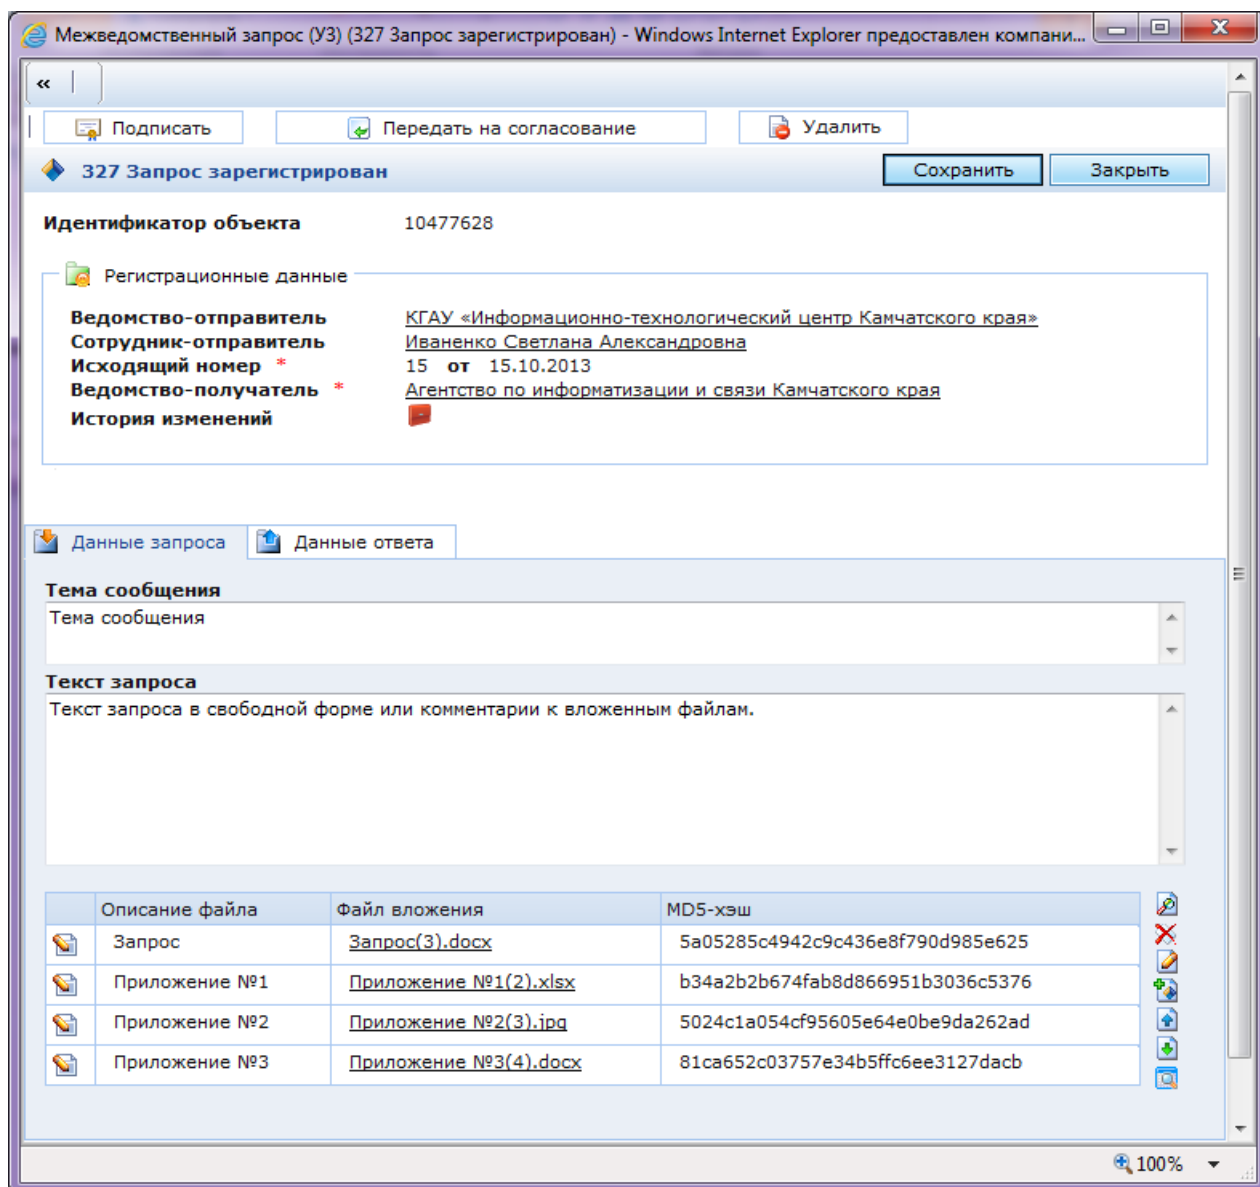 Межведомственный запрос (УЗ) (327 Запрос зарегистрирован) - Windows Internet Explorer предоставлен компани...
«
Подписать Передать на согласование Удалить
327 Запрос зарегистрирован Сохранить Закрыть
Идентификатор объекта 10477628
Регистрационные данные
Ведомство-отправитель КГАУ «Информационно-технологический центр Камчатского края»
Сотрудник-отправитель Иваненко Светлана Александровна
Исходящий номер * 15 от 15.10.2013
Ведомство-получатель * Агентство по информатизации и связи Камчатского края
История изменений
Данные запроса Данные ответа
Тема сообщения
Тема сообщения
Текст запроса
Текст запроса в свободной форме или комментарии к вложенным файлам.
Описание файла Файл вложения MD5-хэш
Запрос Запрос(3).docx 5a05285c4942c9c436e8f790d985e625
Приложение №1 Приложение №1(2).xlsx b34a2b2b674fab8d866951b3036c5376
Приложение №2 Приложение №2(3).jpg 5024c1a054cf95605e64e0be9da262ad
Приложение №3 Приложение №3(4).docx 81ca652c03757e34b5ffc6ee3127dacb
100%